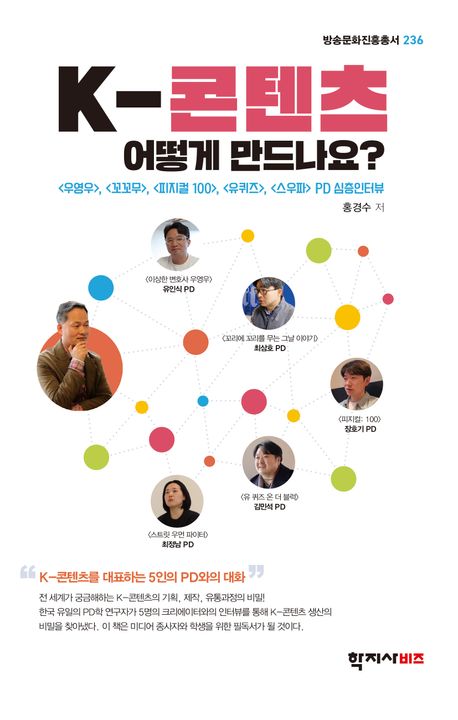 방송문화진흥총서 236
K-콘텐츠
어떻게 만드나요?
<우영우>, <꼬꼬무>, <피지컬 100>, <유퀴즈>, <스우파> PD 심층인터뷰
홍경수 저
<이상한 변호사 우영우>
유인식 PD
<꼬리에 꼬리를 무는 그날 이야기>
최삼호 PD
<피지컬: 100>
장호기 PD
<유 퀴즈 온 더 블럭>
김민석 PD
<스트릿 우먼 파이터>
최정남 PD
“ K-콘텐츠를 대표하는 5인의 PD와의 대화 ”
전 세계가 궁금해하는 K-콘텐츠의 기획, 제작, 유통과정의 비밀!
한국 유일의 PD학 연구자가 5명의 크리에이터와의 인터뷰를 통해 K-콘텐츠 생산의
비밀을 찾아냈다. 이 책은 미디어 종사자와 학생을 위한 필독서가 될 것이다.
학지사비즈